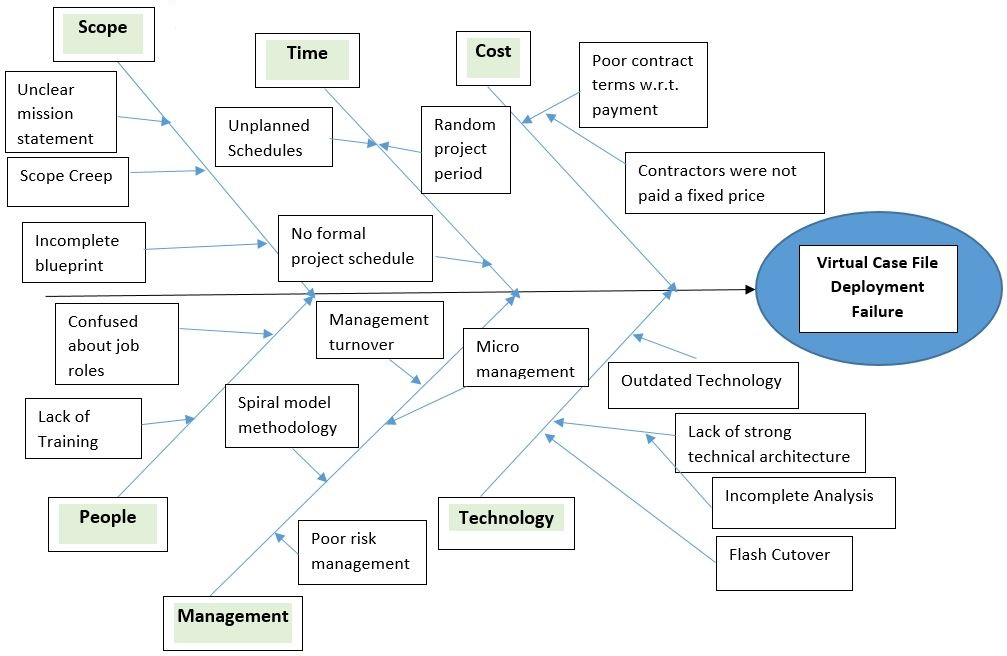 Scope
Time
Cost
Unclear
mission
statement
Scope Creep
Incomplete
blueprint
Unplanned
Schedules
Random
project
period
No formal
project schedule
Poor contract
terms w.r.t.
payment
Contractors were not
paid a fixed price
Virtual Case File
Deployment
Failure
Confused
about job
roles
Lack of
Training
People
Management
turnover
Micro
management
Spiral model
methodology
Poor risk
management
Management
Outdated Technology
Lack of strong
technical architecture
Incomplete Analysis
Flash Cutover
Technology